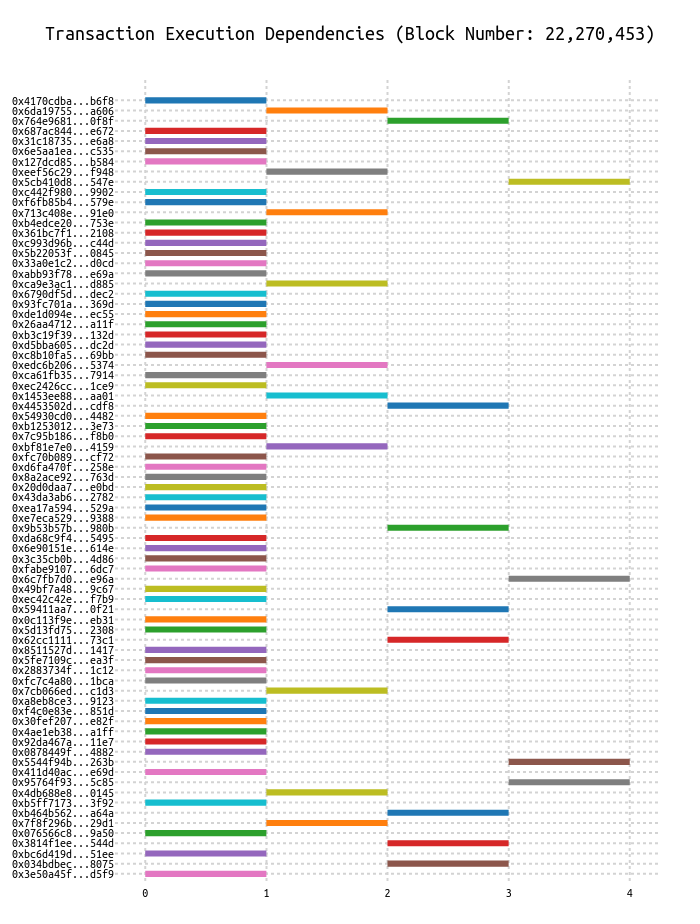 Transaction Execution Dependencies (Block Number: 22,270,453)
0x4170cdba...b6f8
0x6da19755...a606
0x764e9681...0f8f
0x687ac844...e672
0x31c18735...e6a8
0x6e5aa1ea...c535
0x127dcd85...b584
0xeef56c29...f948
0x5cb410d8...547e
0xc442f980...9902
0xf6fb85b4...579e
0x713c408e...91e0
0xb4edce20...753e
0x361bc7f1...2108
0xc993d96b...c44d
0x5b22053f...0845
0x33a0e1c2...d0cd
0xabb93f78...e69a
0xca9e3ac1...d885
0x6790df5d...dec2
0x93fc701a...369d
0xde1d094e...ec55
0x26aa4712...a11f
0xb3c19f39...132d
0xd5bba605...dc2d
0xc8b10fa5...69bb
0xedc6b206...5374
0xca61fb35...7914
0xec2426cc...1ce9
0x1453ee88...aa01
0x4453502d...cdf8
0x54930cd0...4482
0xb1253012...3e73
0x7c95b186...f8b0
0xbf81e7e0...4159
0xfc70b089...cf72
0xd6fa470f...258e
0x8a2ace92...763d
0x20d0daa7...e0bd
0x43da3ab6...2782
0xea17a594...529a
0xe7eca529...9388
0x9b53b57b...980b
0xda68c9f4...5495
0x6e90151e...614e
0x3c35cb0b...4d86
0xfabe9107...6dc7
0x6c7fb7d0...e96a
0x49bf7a48...9c67
0xec42c42e...f7b9
0x59411aa7...0f21
0x0c113f9e...eb31
0x5d13fd75...2308
0x62cc1111...73c1
0x8511527d...1417
0x5fe7109c...ea3f
0x2883734f...1c12
0xfc7c4a80...1bca
0x7cb066ed...c1d3
0xa8eb8ce3...9123
0xf4c0e83e...851d
0x30fef207...e82f
0x4ae1eb38...a1ff
0x92da467a...11e7
0x0878449f...4882
0x5544f94b...263b
0x411d40ac...e69d
0x95764f93...5c85
0x4db688e8...0145
0xb5ff7173...3f92
0xb464b562...a64a
0x7f8f296b...29d1
0x076566c8...9a50
0x3814f1ee...544d
0xbc6d419d...51ee
0x034bdbec...8075
0x3e50a45f...d5f9
0 1 2 3 4